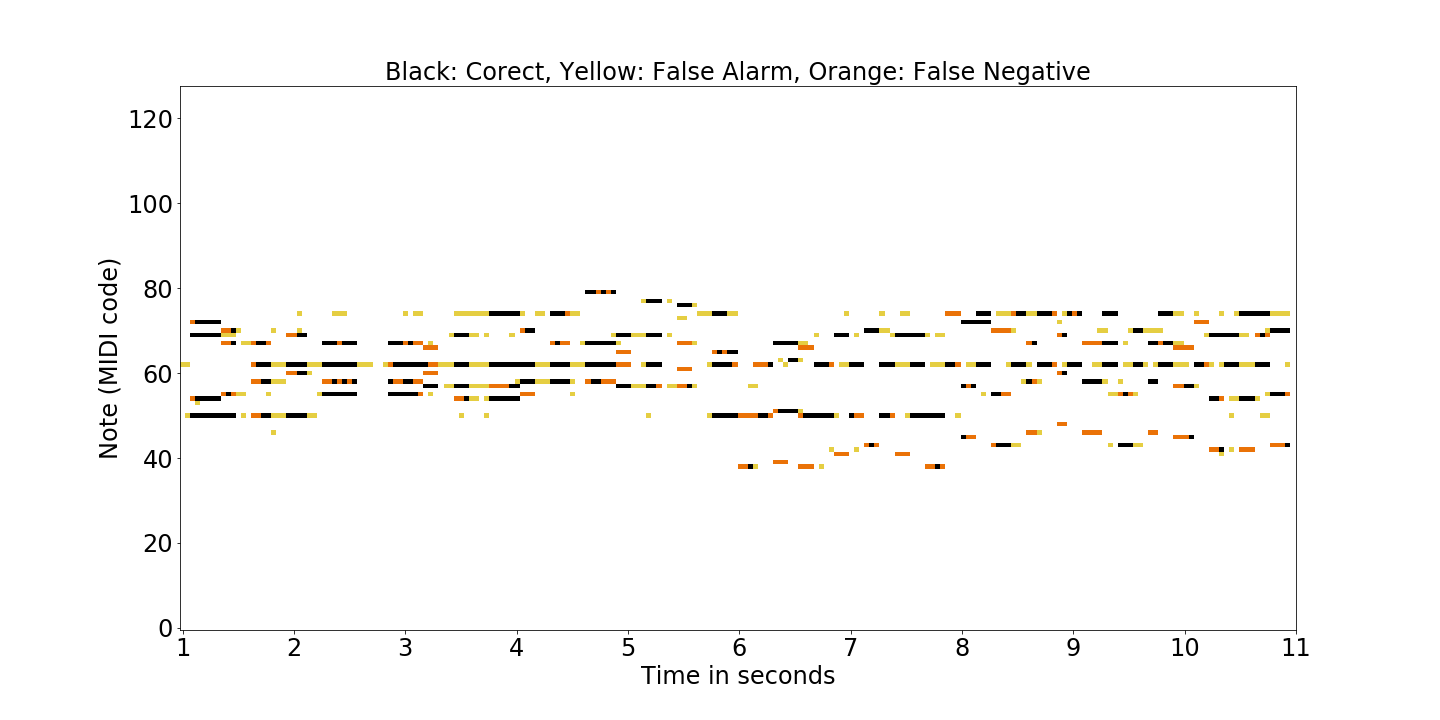 Black: Corect, Yellow: False Alarm, Orange: False Negative
120
100
80
60
40
20
0
Note (MIDI code)
1 2 3 4 5 6 7 8 9 10 11
Time in seconds